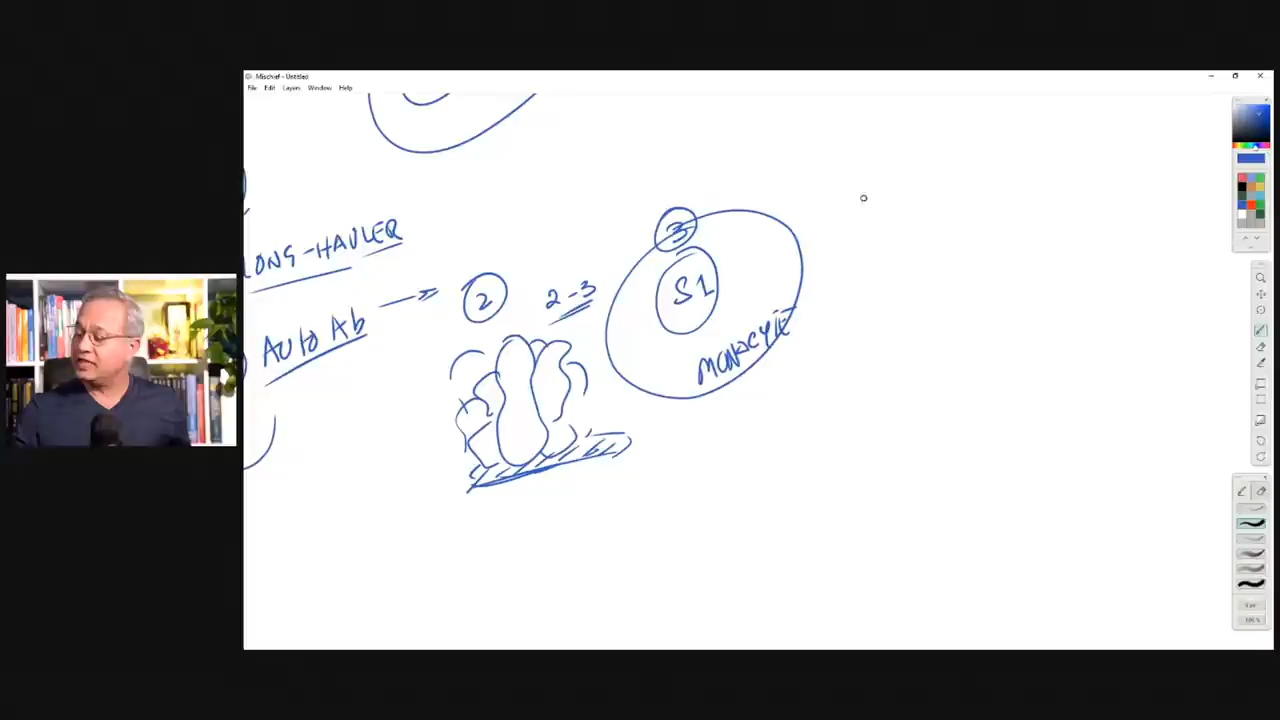 Mischief - Untitled
File Edit Layers Window Help
LONG-HAULER
Auto Ab
2
2-3
3
S1
MONOCYTE